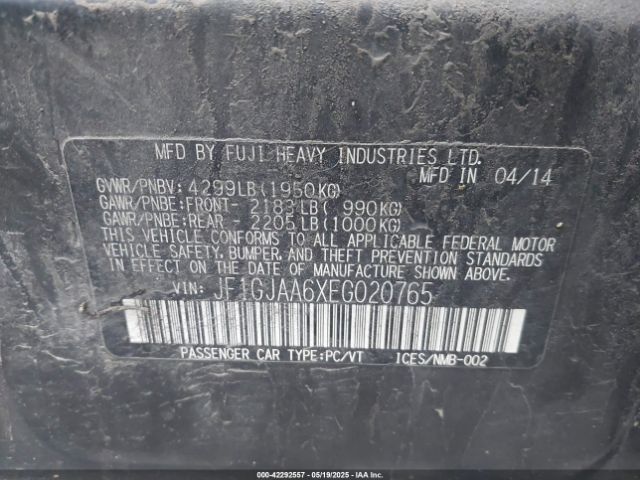 MFD BY FUJI HEAVY INDUSTRIES LTD.
MFD IN 04/14
GVWR/PNBV: 4299LB(1950KG)
GAWR/PNBE:FRONT- 2183LB( 990KG)
GAWR/PNBE:REAR - 2205LB(1000KG)
THIS VEHICLE CONFORMS TO ALL APPLICABLE FEDERAL MOTOR
VEHICLE SAFETY, BUMPER, AND THEFT PREVENTION STANDARDS
IN EFFECT ON THE DATE OF MANUFACTURE SHOWN ABOVE.
VIN: JF1GJAA6XEG020765
PASSENGER CAR TYPE:PC/VT ICES/NMB-002
000-42292557 - 05/19/2025 - IAAI.COM